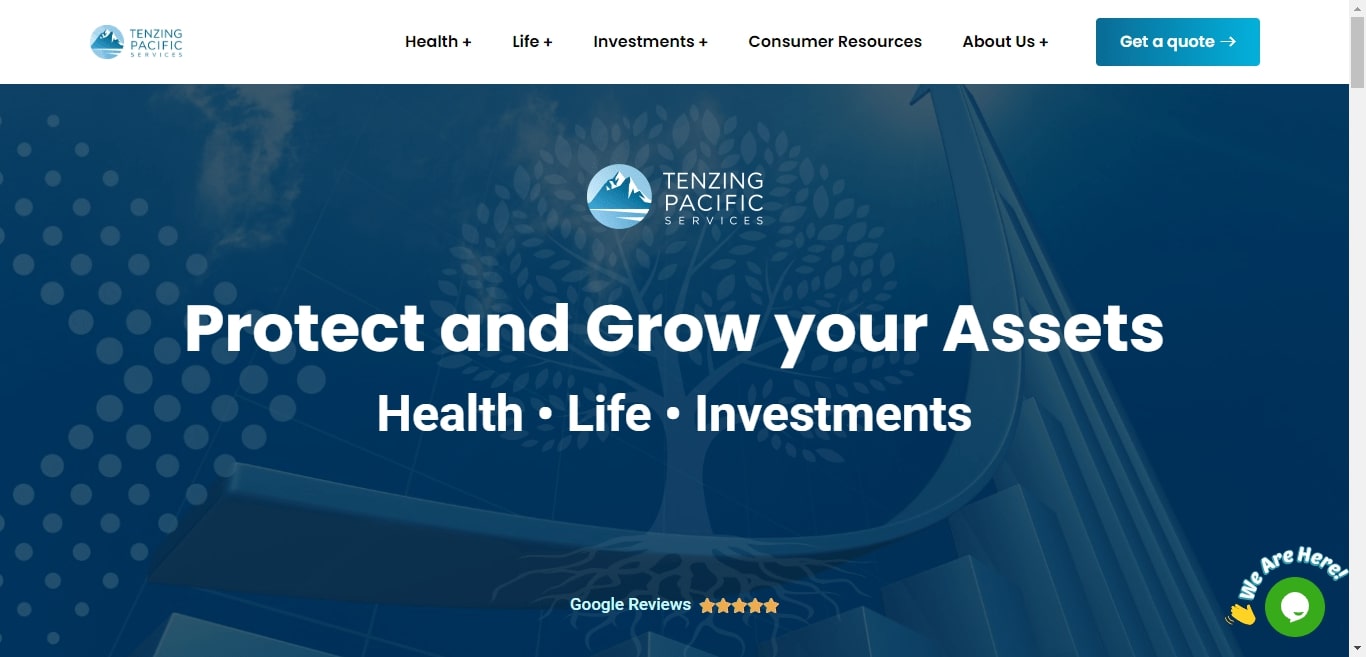 TENZING
PACIFIC
SERVICES
Health +
Life +
Investments +
Consumer Resources
About Us +
Get a quote →
TENZING
PACIFIC
SERVICES
Protect and Grow your Assets
Health • Life • Investments
Google Reviews
We Are Here!